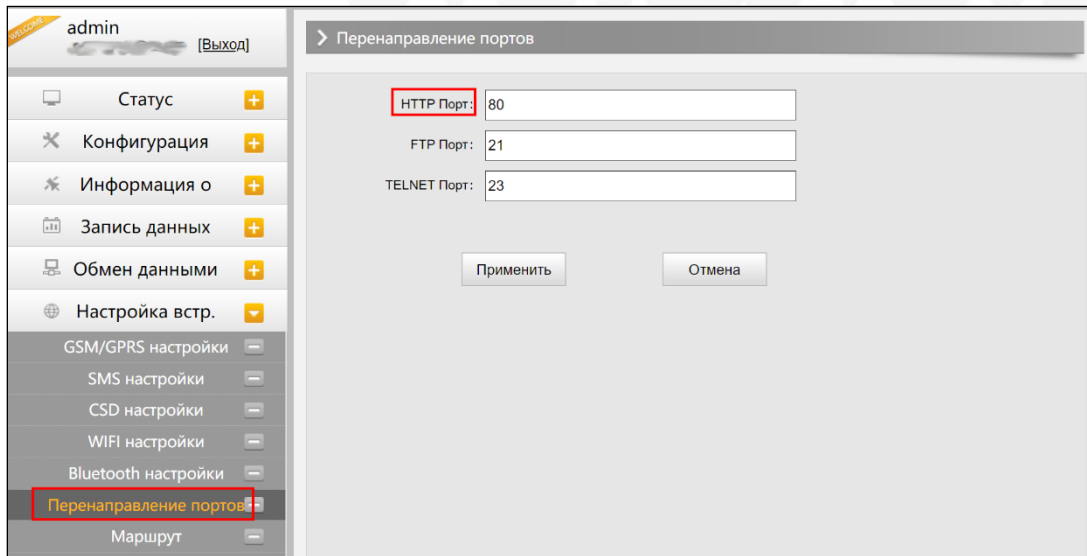 WELCOME
admin
[Выход]
Статус
Конфигурация
Информация о
Запись данных
Обмен данными
Настройка встр.
GSM/GPRS настройки
SMS настройки
CSD настройки
WIFI настройки
Bluetooth настройки
Перенаправление портов
Маршрут
Перенаправление портов
HTTP Порт: 80
FTP Порт: 21
TELNET Порт: 23
Применить Отмена